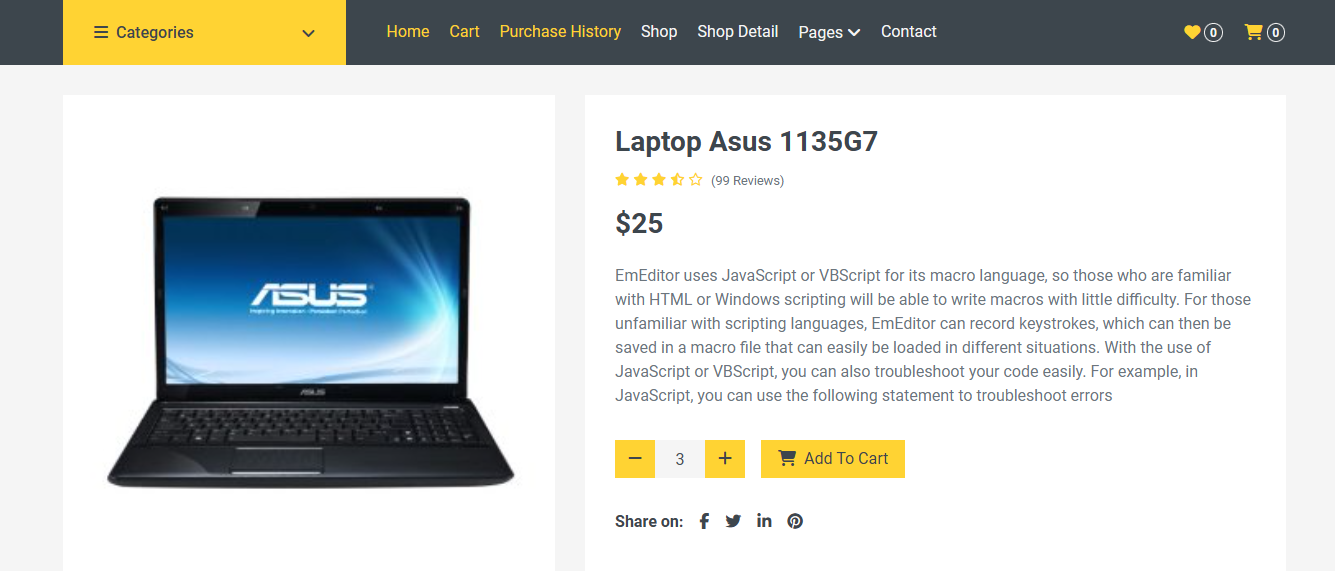 Categories
Home Cart Purchase History Shop Shop Detail Pages Contact
0 0
Laptop Asus 1135G7
(99 Reviews)
$25
EmEditor uses JavaScript or VBScript for its macro language, so those who are familiar
with HTML or Windows scripting will be able to write macros with little difficulty. For those
unfamiliar with scripting languages, EmEditor can record keystrokes, which can then be
saved in a macro file that can easily be loaded in different situations. With the use of
JavaScript or VBScript, you can also troubleshoot your code easily. For example, in
JavaScript, you can use the following statement to troubleshoot errors
3 Add To Cart
Share on:
ASUS
Inspiring Innovation · Persistent Perfection
ASUS